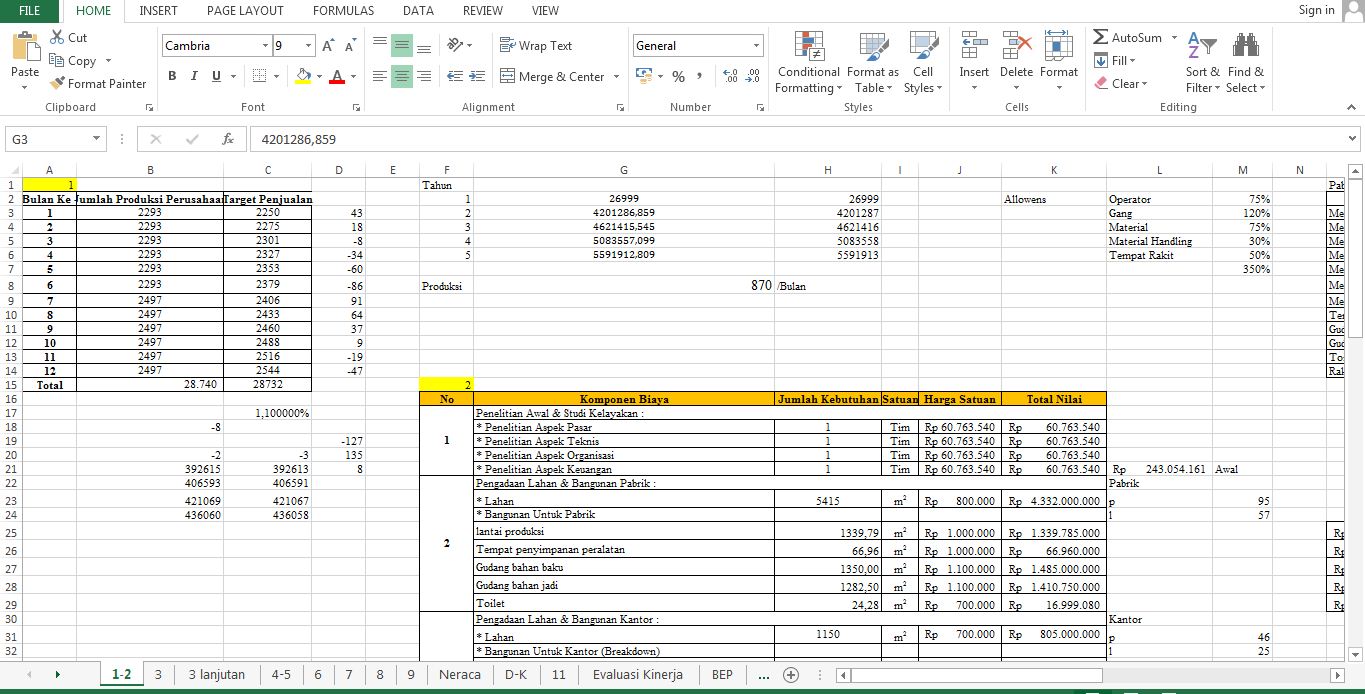 FILE HOME INSERT PAGE LAYOUT FORMULAS DATA REVIEW VIEW Sign in
Cut
Copy
Format Painter
Paste
Clipboard
Cambria 9
B I U
Font
Wrap Text
Merge & Center
Alignment
General
Number
Conditional Formatting
Format as Table
Cell Styles
Styles
Insert Delete Format
Cells
AutoSum
Fill
Clear
Sort & Filter
Find & Select
Editing
G3 fx 4201286,859
A B C D E F G H I J K L M N
1 1 Tahun
2 Bulan Ke Jumlah Produksi Perusahaan Target Penjualan 1 26999 26999 Allowens Operator 75%
3 1 2293 2250 43 2 4201286,859 4201287 Gang 120% Me
4 2 2293 2275 18 3 4621415,545 4621416 Material 75% Me
5 3 2293 2301 -8 4 5083557,099 5083558 Material Handling 30% Me
6 4 2293 2327 -34 5 5591912,809 5591913 Tempat Rakit 50% Me
7 5 2293 2353 -60 350% Me
8 6 2293 2379 -86 Produksi 870 /Bulan Me
9 7 2497 2406 91 Me
10 8 2497 2433 64
11 9 2497 2460 37
12 10 2497 2488 9
13 11 2497 2516 -19
14 12 2497 2544 -47
15 Total 28.740 28732 2
16 No Komponen Biaya Jumlah Kebutuhan Satuan Harga Satuan Total Nilai
17 1,100000% Penelitian Awal & Studi Kelayakan :
18 -8 * Penelitian Aspek Pasar 1 Tim Rp 60.763.540 Rp 60.763.540
19 -127 1 * Penelitian Aspek Teknis 1 Tim Rp 60.763.540 Rp 60.763.540
20 -2 -3 135 * Penelitian Aspek Organisasi 1 Tim Rp 60.763.540 Rp 60.763.540
21 392615 392613 8 * Penelitian Aspek Keuangan 1 Tim Rp 60.763.540 Rp 60.763.540 Rp 243.054.161 Awal
22 406593 406591 Pengadaan Lahan & Bangunan Pabrik : Pabrik
23 421069 421067 * Lahan 5415 m² Rp 800.000 Rp 4.332.000.000 p 95
24 436060 436058 * Bangunan Untuk Pabrik l 57
25 lantai produksi 1339,79 m² Rp 1.000.000 Rp 1.339.785.000
26 2 Tempat penyimpanan peralatan 66,96 m² Rp 1.000.000 Rp 66.960.000
27 Gudang bahan baku 1350,00 m² Rp 1.100.000 Rp 1.485.000.000
28 Gudang bahan jadi 1282,50 m² Rp 1.100.000 Rp 1.410.750.000
29 Toilet 24,28 m² Rp 700.000 Rp 16.999.080
30 Pengadaan Lahan & Bangunan Kantor : Kantor
31 * Lahan 1150 m² Rp 700.000 Rp 805.000.000 p 46
32 * Bangunan Untuk Kantor (Breakdown) l 25
1-2 3 3 lanjutan 4-5 6 7 8 9 Neraca D-K 11 Evaluasi Kinerja BEP ...